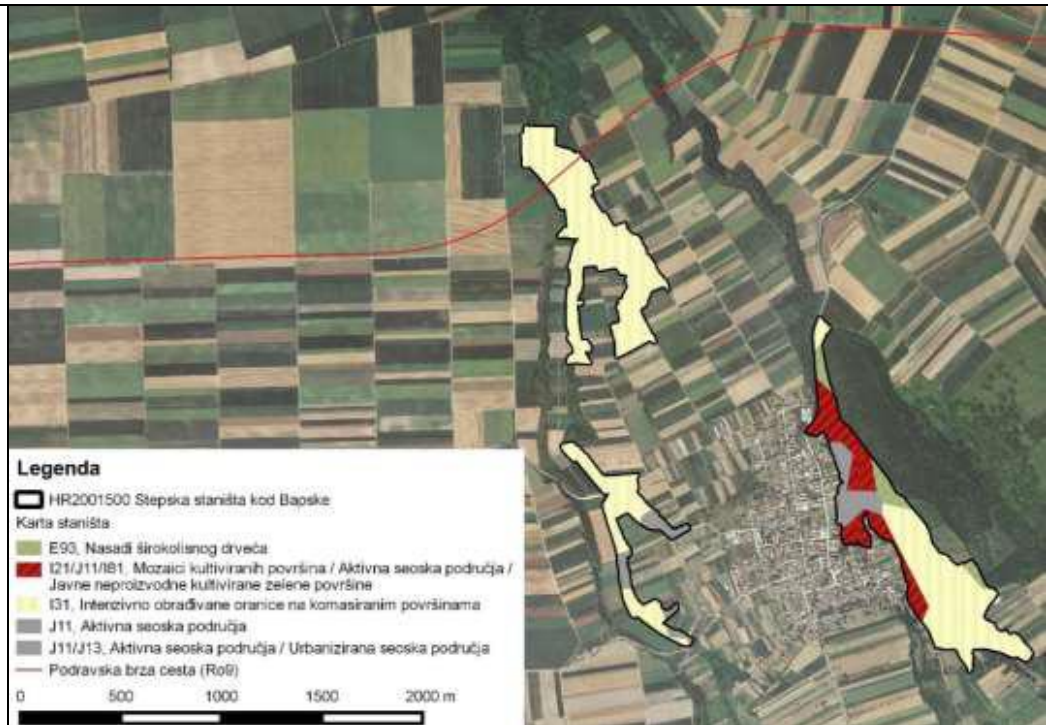 Legenda
HR2001500 Stepska staništa kod Bapske
Karta staništa
E93, Nasadi širokolisnog drveća
I21/J11/I81, Mozaici kultiviranih površina / Aktivna seoska područja /
Javne neproizvodne kultivirane zelene površine
I31, Intenzivno obrađivane oranice na komasiranim površinama
J11, Aktivna seoska područja
J11/J13, Aktivna seoska područja / Urbanizirana seoska područja
Podravska brza cesta (Ro9)
0 500 1000 1500 2000 m